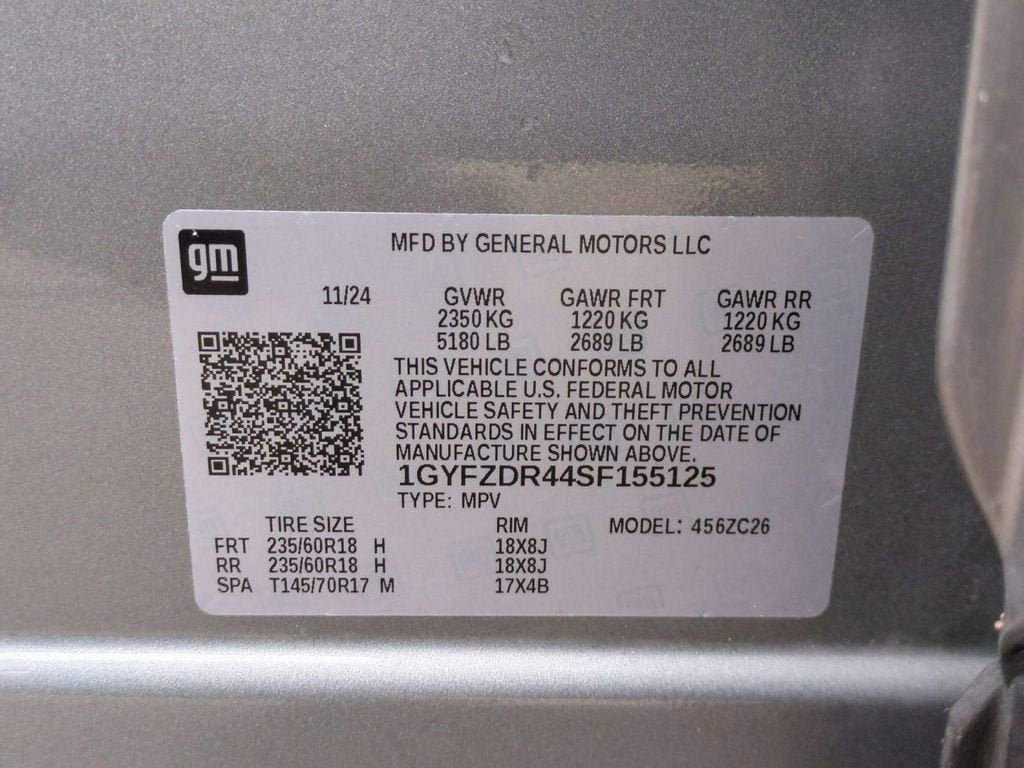 gm
MFD BY GENERAL MOTORS LLC
11/24 GVWR GAWR FRT GAWR RR
2350 KG 1220 KG 1220 KG
5180 LB 2689 LB 2689 LB
THIS VEHICLE CONFORMS TO ALL
APPLICABLE U.S. FEDERAL MOTOR
VEHICLE SAFETY AND THEFT PREVENTION
STANDARDS IN EFFECT ON THE DATE OF
MANUFACTURE SHOWN ABOVE.
1GYFZDR44SF155125
TYPE: MPV
TIRE SIZE RIM MODEL: 456ZC26
FRT 235/60R18 H 18X8J
RR 235/60R18 H 18X8J
SPA T145/70R17 M 17X4B